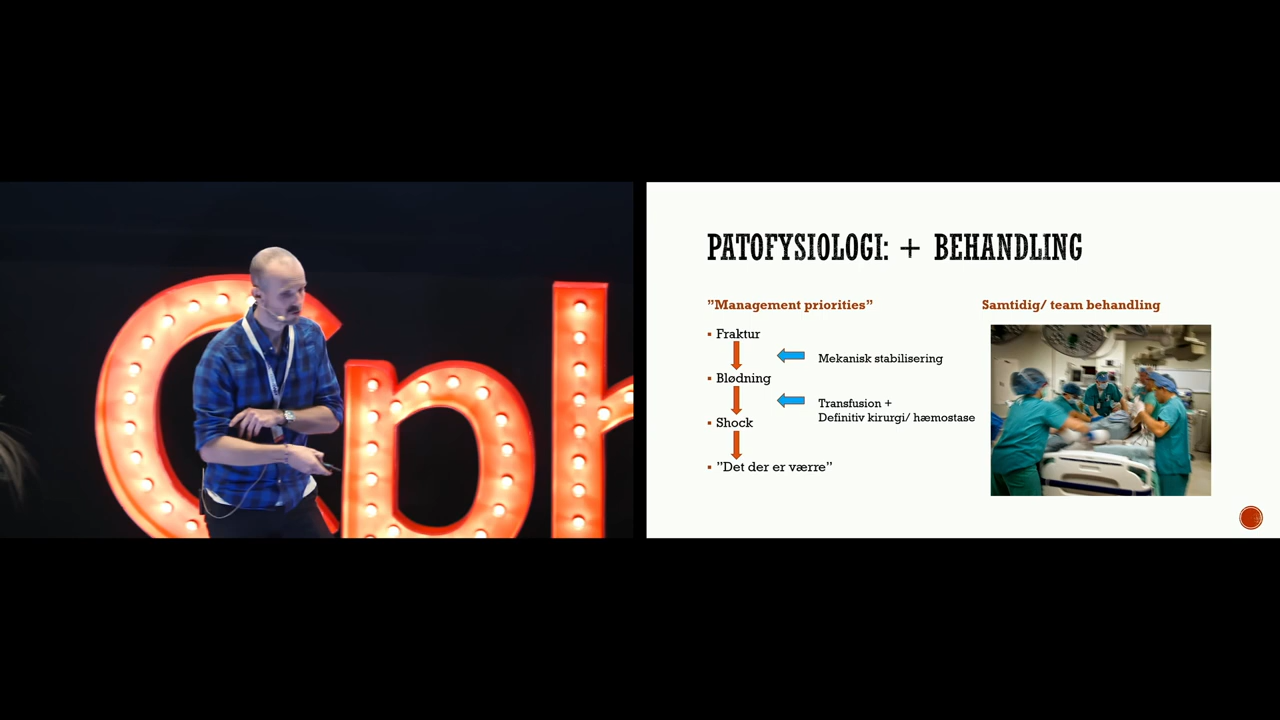 Cph
PATOFYSIOLOGI: + BEHANDLING
”Management priorities”
Samtidig/ team behandling
▪ Fraktur
Mekanisk stabilisering
▪ Blødning
Transfusion +
Definitiv kirurgi/ hæmostase
▪ Shock
▪ ”Det der er værre”